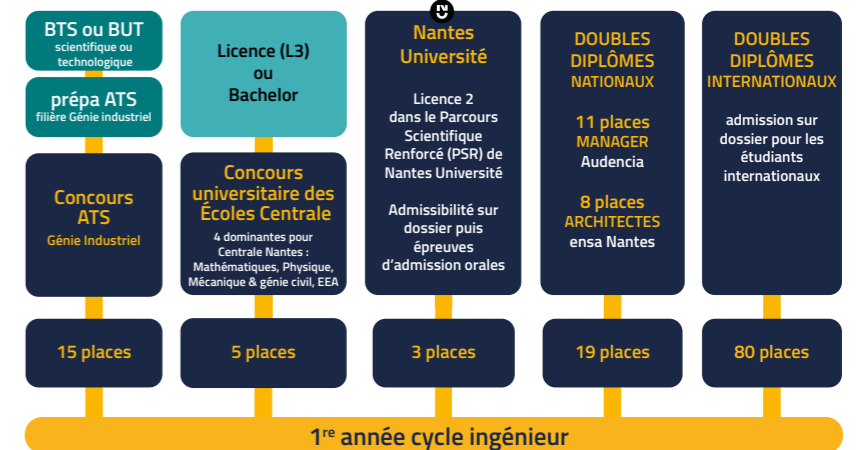 BTS ou BUT
scientifique ou
technologique
prépa ATS
filière Génie industriel
Concours
ATS
Génie Industriel
15 places
Licence (L3)
ou
Bachelor
Concours
universitaire des
Écoles Centrale
4 dominantes pour
Centrale Nantes :
Mathématiques, Physique,
Mécanique & génie civil, EEA
5 places
Nantes
Université
Licence 2
dans le Parcours
Scientifique
Renforcé (PSR) de
Nantes Université
Admissibilité sur
dossier puis
épreuves
d’admission orales
3 places
DOUBLES
DIPLÔMES
NATIONAUX
11 places
MANAGER
Audencia
8 places
ARCHITECTES
ensa Nantes
19 places
DOUBLES
DIPLÔMES
INTERNATIONAUX
admission sur
dossier pour les
étudiants
internationaux
80 places
1re année cycle ingénieur